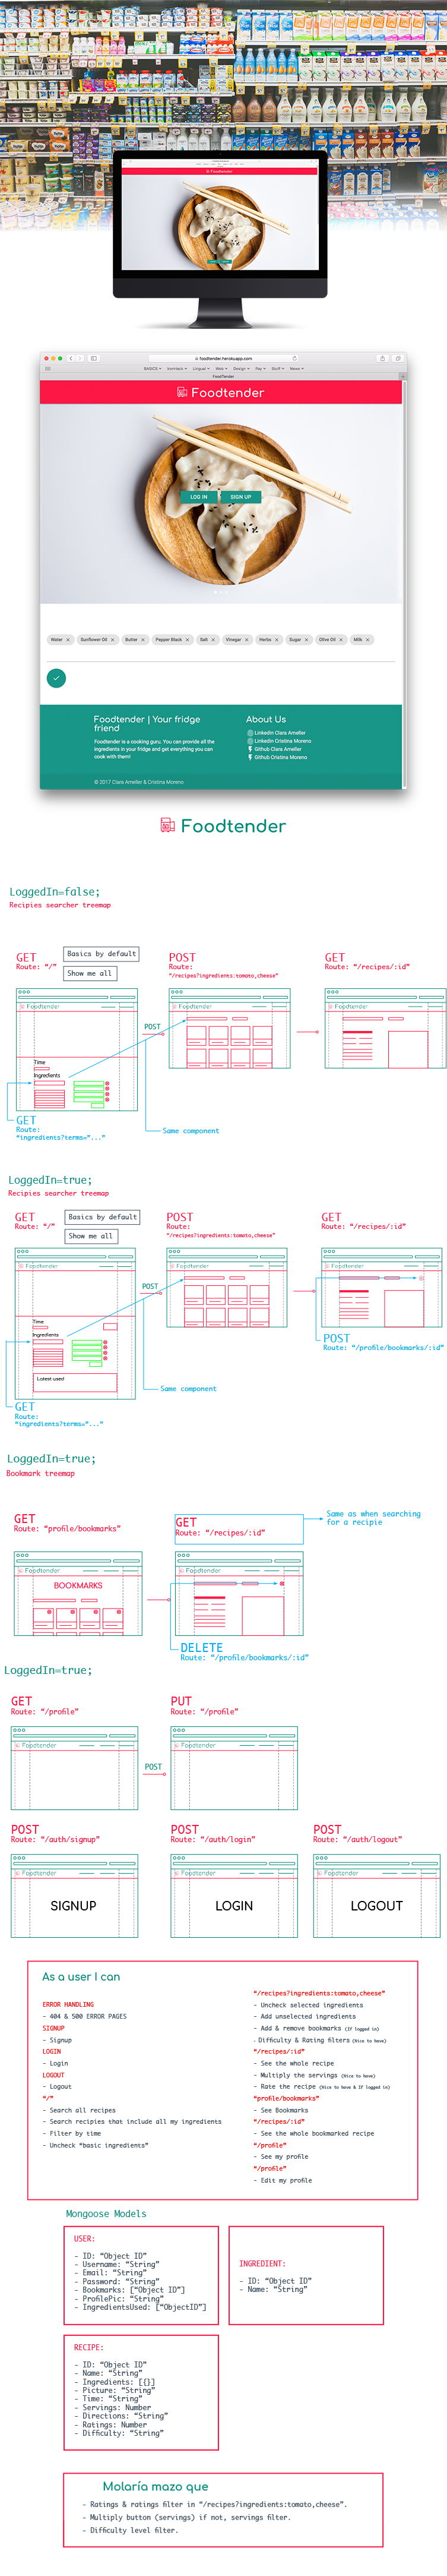 Foodtender
foodtender.herokuapp.com
BASICS
IronHack
Lingual
Web
Design
Pay
Stuff
News
FoodTender
Foodtender
LOG IN
SIGN UP
Water
Sunflower Oil
Butter
Pepper Black
Salt
Vinegar
Herbs
Sugar
Olive Oil
Milk
Foodtender | Your fridge
friend
Foodtender is a cooking guru. You can provide all the
ingredients in your fridge and get everything you can
cook with them!
About Us
Linkedin Clara Ameller
Linkedin Cristina Moreno
Github Clara Ameller
Github Cristina Moreno
© 2017 Clara Ameller & Cristina Moreno
Foodtender
LoggedIn=false;
Recipies searcher treemap
GET
Route: “/”
Basics by default
Show me all
POST
Route:
“/recipes?ingredients:tomato,cheese”
GET
Route: “/recipes/:id”
Foodtender
Foodtender
Foodtender
POST
Time
Ingredients
GET
Route:
“ingredients?terms=”...”
Same component
LoggedIn=true;
Recipies searcher treemap
GET
Route: “/”
Basics by default
Show me all
POST
Route:
“/recipes?ingredients:tomato,cheese”
GET
Route: “/recipes/:id”
Foodtender
Foodtender
Foodtender
POST
Time
Ingredients
Latest used
POST
Route: “/profile/bookmarks/:id”
Same component
GET
Route:
“ingredients?terms=”...”
LoggedIn=true;
Bookmark treemap
GET
Route: “profile/bookmarks”
GET
Route: “/recipes/:id”
Same as when searching
for a recipie
Foodtender
Foodtender
BOOKMARKS
DELETE
Route: “/profile/bookmarks/:id”
LoggedIn=true;
GET
Route: “/profile”
PUT
Route: “/profile”
Foodtender
Foodtender
POST
POST
Route: “/auth/signup”
POST
Route: “/auth/login”
POST
Route: “/auth/logout”
Foodtender
Foodtender
Foodtender
SIGNUP
LOGIN
LOGOUT
As a user I can
ERROR HANDLING
- 404 & 500 ERROR PAGES
SIGNUP
- Signup
LOGIN
- Login
LOGOUT
- Logout
“/”
- Search all recipes
- Search recipies that include all my ingredients
- Filter by time
- Uncheck “basic ingredients”
“/recipes?ingredients:tomato,cheese”
- Uncheck selected ingredients
- Add unselected ingredients
- Add & remove bookmarks (IF logged in)
- Difficulty & Rating filters (Nice to have)
“/recipes/:id”
- See the whole recipe
- Multiply the servings (Nice to have)
- Rate the recipe (Nice to have & IF logged in)
“profile/bookmarks”
- See Bookmarks
“/recipes/:id”
- See the whole bookmarked recipe
“/profile”
- See my profile
“/profile”
- Edit my profile
Mongoose Models
USER:
- ID: “Object ID”
- Username: “String”
- Email: “String”
- Password: “String”
- Bookmarks: [“Object ID”]
- ProfilePic: “String”
- IngredientsUsed: [“ObjectID”]
INGREDIENT:
- ID: “Object ID”
- Name: “String”
RECIPE:
- ID: “Object ID”
- Name: “String”
- Ingredients: [{}]
- Picture: “String”
- Time: “String”
- Servings: Number
- Directions: “String”
- Ratings: Number
- Difficulty: “String”
Molaría mazo que
- Ratings & ratings filter in “/recipes?ingredients:tomato,cheese”.
- Multiply button (servings) if not, servings filter.
- Difficulty level filter.